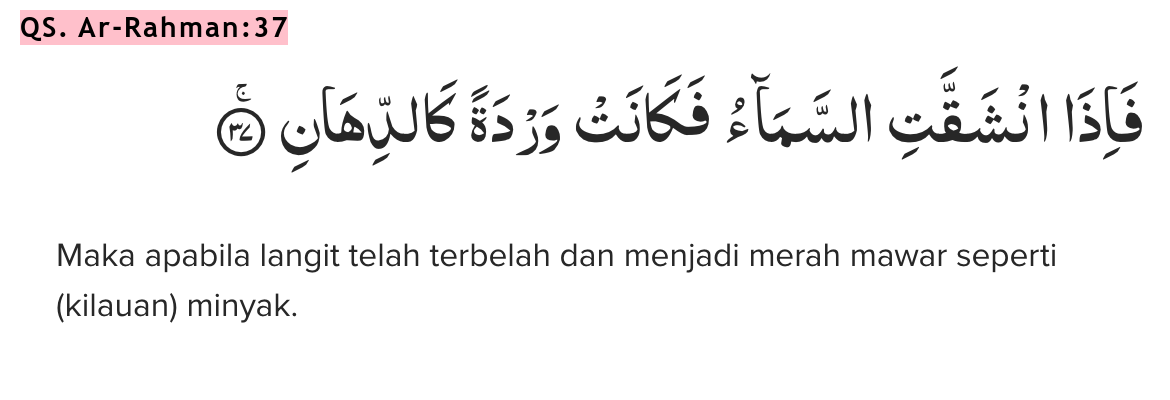 QS. Ar-Rahman:37
فَاِذَا انْشَقَّتِ السَّمَاۤءُ فَكَانَتْ وَرْدَةً كَالدِّهَانِۚ ٣٧
Maka apabila langit telah terbelah dan menjadi merah mawar seperti
(kilauan) minyak.